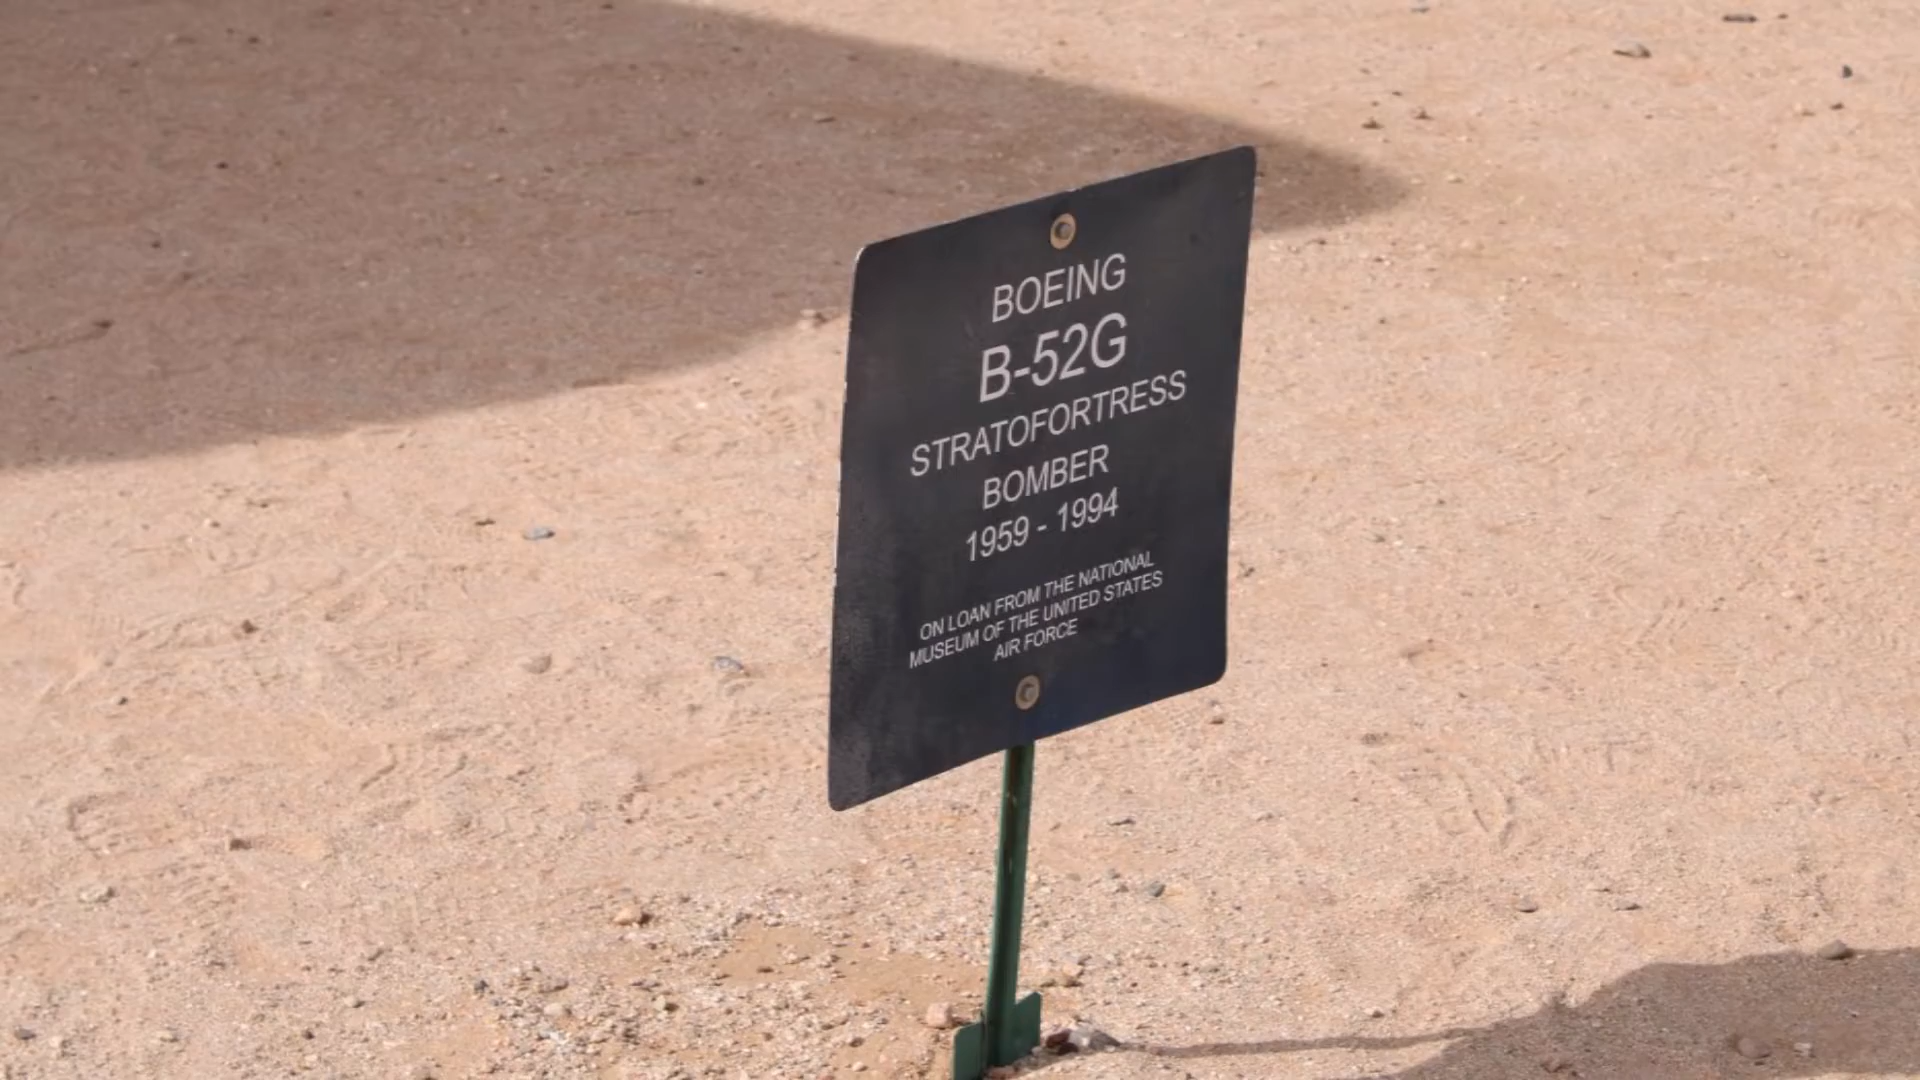 BOEING
B-52G
STRATOFORTRESS
BOMBER
1959 - 1994
ON LOAN FROM THE NATIONAL
MUSEUM OF THE UNITED STATES
AIR FORCE